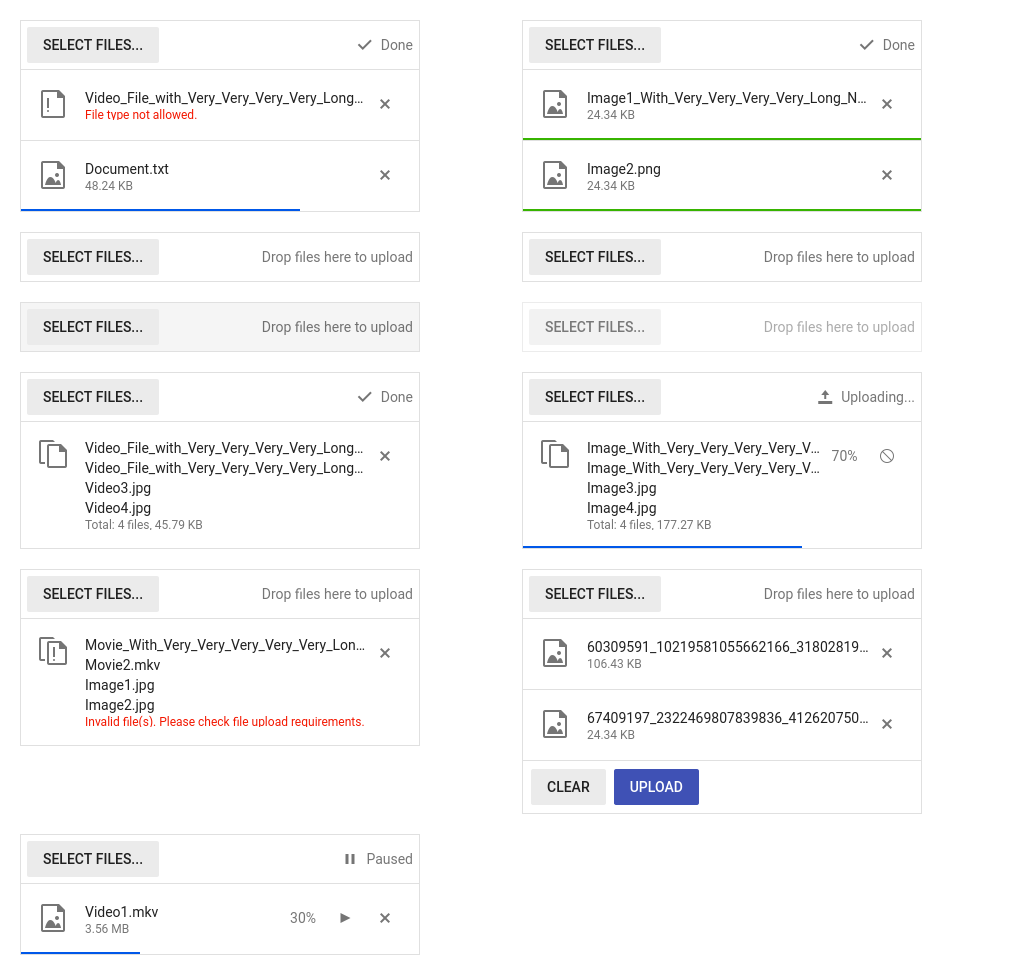 SELECT FILES...
Done
Video_File_with_Very_Very_Very_Very_Long...
File type not allowed.
Document.txt
48.24 KB
SELECT FILES...
Done
Image1_With_Very_Very_Very_Very_Long_N...
24.34 KB
Image2.png
24.34 KB
SELECT FILES...
Drop files here to upload
SELECT FILES...
Drop files here to upload
SELECT FILES...
Drop files here to upload
SELECT FILES...
Drop files here to upload
SELECT FILES...
Done
Video_File_with_Very_Very_Very_Very_Long...
Video_File_with_Very_Very_Very_Very_Long...
Video3.jpg
Video4.jpg
Total: 4 files, 45.79 KB
SELECT FILES...
Uploading...
Image_With_Very_Very_Very_Very_V...
70%
Image_With_Very_Very_Very_Very_V...
Image3.jpg
Image4.jpg
Total: 4 files, 177.27 KB
SELECT FILES...
Drop files here to upload
Movie_With_Very_Very_Very_Very_Very_Lon...
Movie2.mkv
Image1.jpg
Image2.jpg
Invalid file(s). Please check file upload requirements.
SELECT FILES...
Drop files here to upload
60309591_10219581055662166_31802819...
106.43 KB
67409197_2322469807839836_412620750...
24.34 KB
CLEAR
UPLOAD
SELECT FILES...
Paused
Video1.mkv
30%
3.56 MB